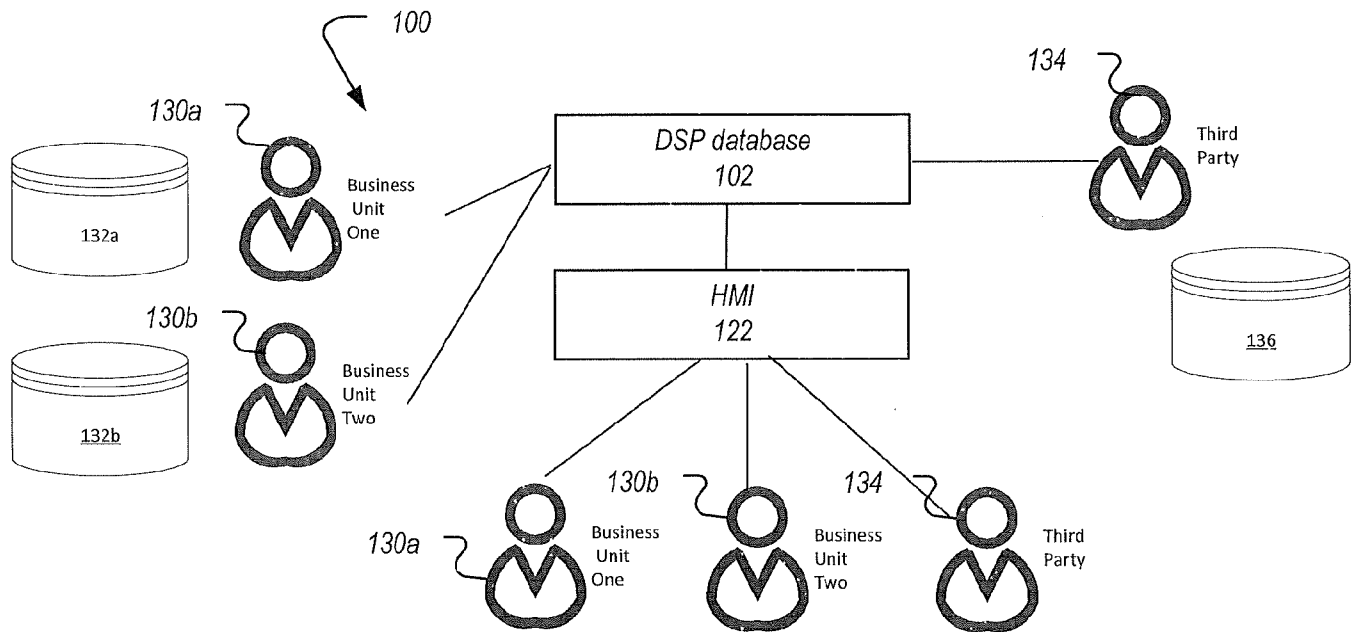 100
134
130a
DSP database
102
Third
Party
Business
Unit
One
132a
HMI
122
130b
136
Business
Unit
Two
132b
130b
134
130a
Business
Unit
One
Business
Unit
Two
Third
Party